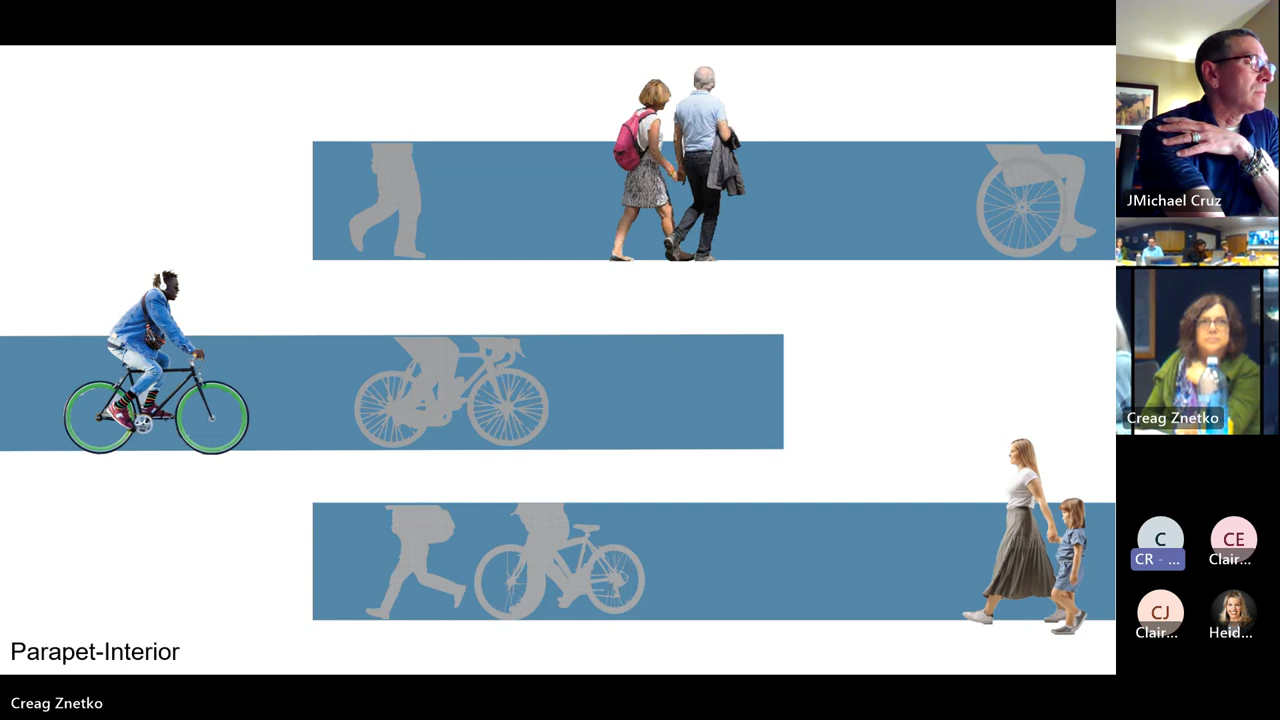 JMichael Cruz
Creag Znetko
CR - ...
C
CE
Clair...
CJ
Clair...
Heid...
Parapet-Interior
Creag Znetko